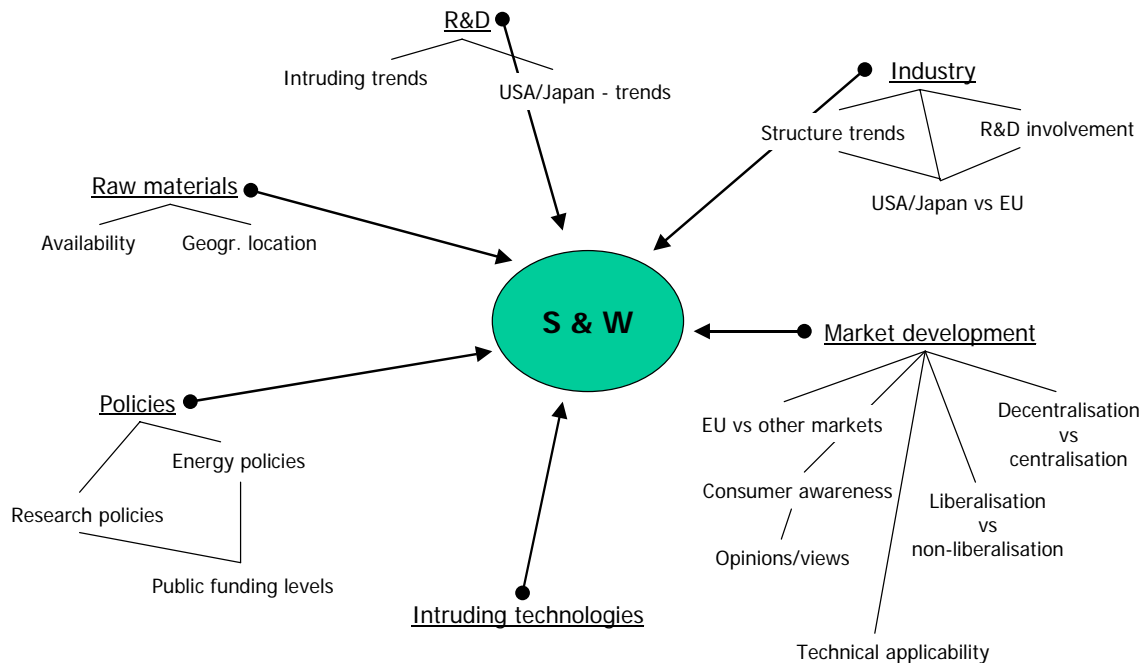 R&D
Intruding trends
USA/Japan - trends
Industry
Structure trends
R&D involvement
USA/Japan vs EU
Raw materials
Availability
Geogr. location
S & W
Market development
EU vs other markets
Decentralisation
vs
centralisation
Consumer awareness
Liberalisation
vs
non-liberalisation
Opinions/views
Technical applicability
Policies
Energy policies
Research policies
Public funding levels
Intruding technologies